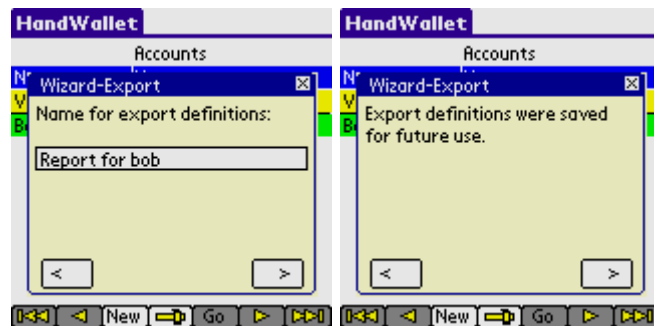 HandWallet
Accounts
Wizard-Export
Name for export definitions:
Report for bob
<
>
New
Go
HandWallet
Accounts
Wizard-Export
Export definitions were saved
for future use.
<
>
New
Go